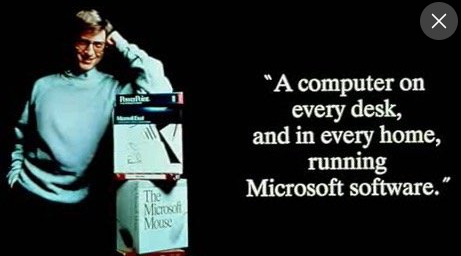 PowerPoint
Microsoft Excel
The
Microsoft
Mouse
"A computer on
every desk,
and in every home,
running
Microsoft software."